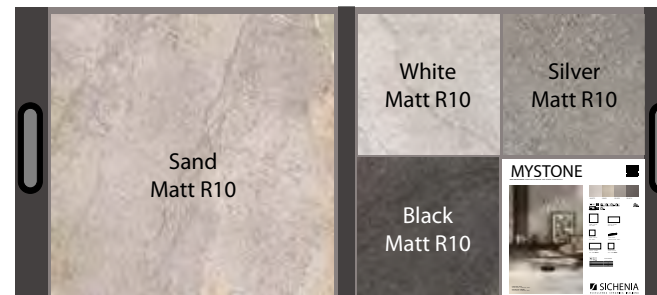 Sand
Matt R10
White
Matt R10
Silver
Matt R10
Black
Matt R10
MYSTONE
SICHENIA